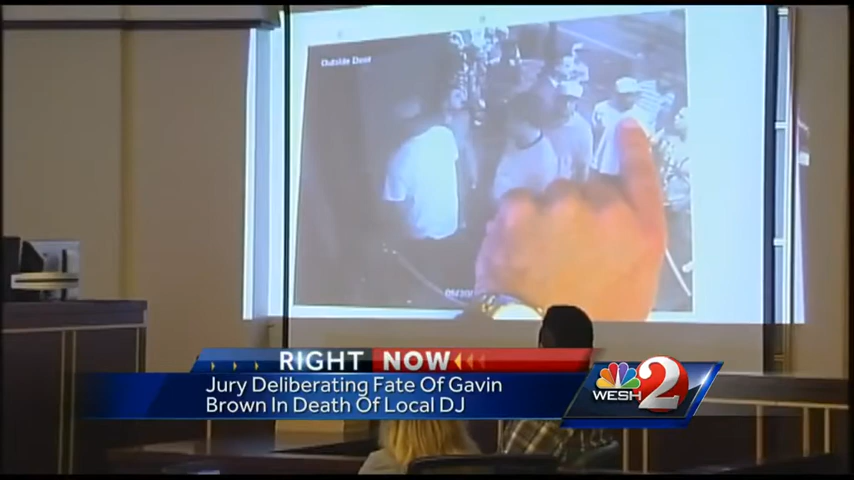 Outside Door
RIGHT NOW
Jury Deliberating Fate Of Gavin
Brown In Death Of Local DJ
WESH 2